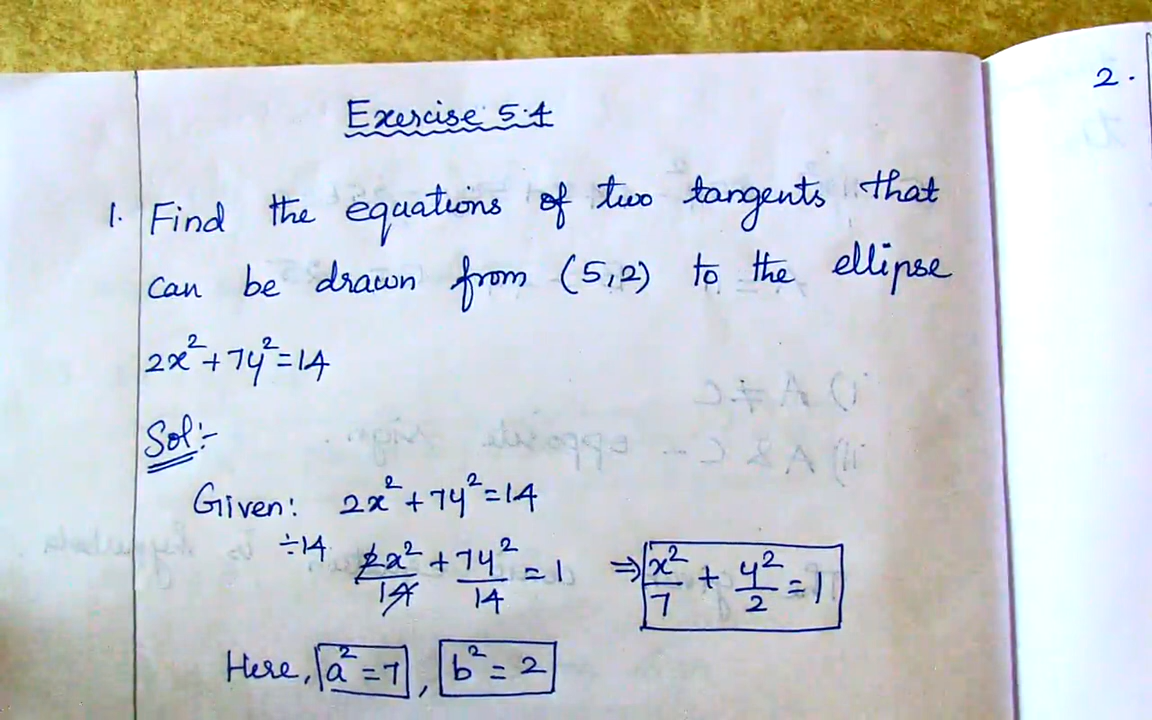 Exercise 5.4
2.
1. Find the equations of two tangents that
can be drawn from (5,2) to the ellipse
2x²+7y²=14
Sol:-
Given: 2x²+7y²=14
÷14 2x²/14 + 7y²/14 = 1 ⇒ x²/7 + y²/2 = 1
Here, a²=7, b²=2